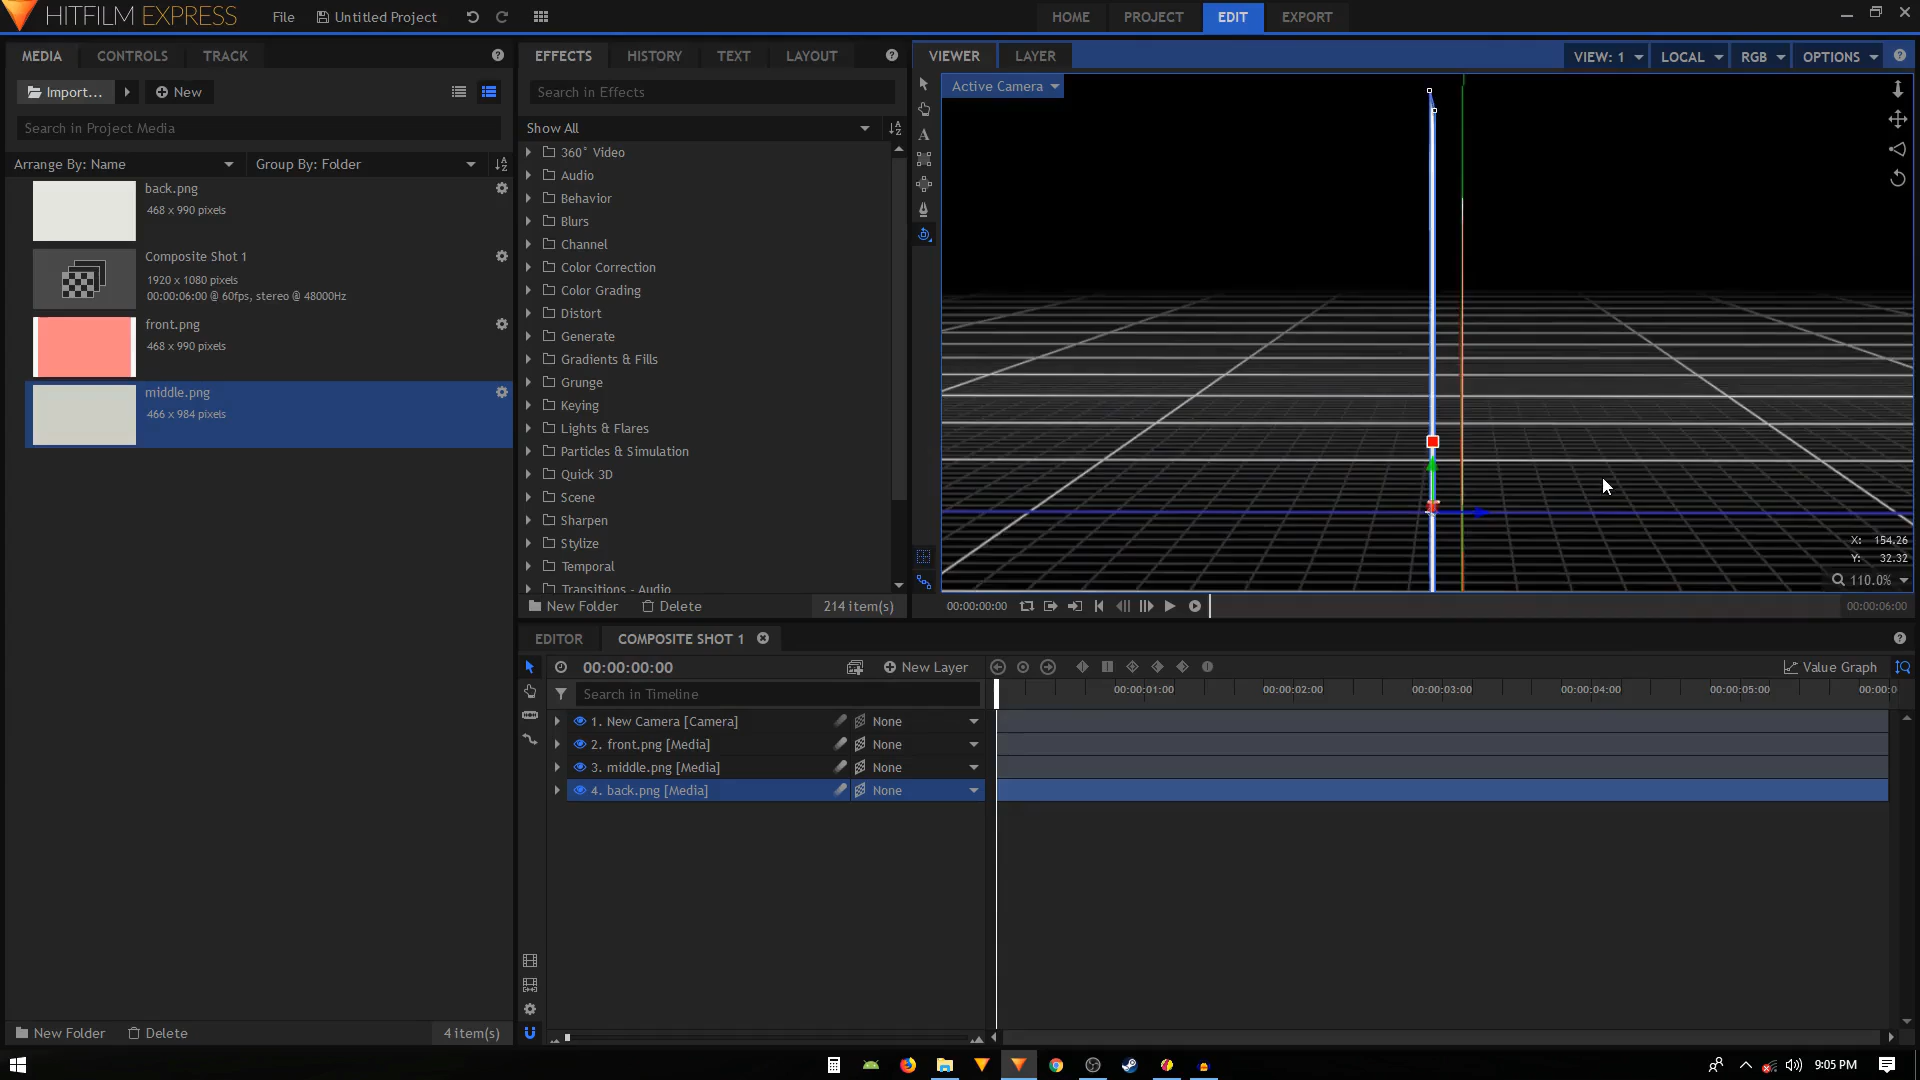 HITFILM EXPRESS File Untitled Project HOME PROJECT EDIT EXPORT
MEDIA CONTROLS TRACK
Import... New
Search in Project Media
Arrange By: Name Group By: Folder
back.png
468 x 990 pixels
Composite Shot 1
1920 x 1080 pixels
00:00:06:00 @ 60fps, stereo @ 48000Hz
front.png
468 x 990 pixels
middle.png
466 x 984 pixels
New Folder Delete 4 item(s)
EFFECTS HISTORY TEXT LAYOUT
Search in Effects
Show All
360° Video
Audio
Behavior
Blurs
Channel
Color Correction
Color Grading
Distort
Generate
Gradients & Fills
Grunge
Keying
Lights & Flares
Particles & Simulation
Quick 3D
Scene
Sharpen
Stylize
Temporal
Transitions - Audio
New Folder Delete 214 item(s)
VIEWER LAYER VIEW: 1 LOCAL RGB OPTIONS
Active Camera
X: 154.26
Y: 32.32
110.0%
00:00:00:00 00:00:06:00
EDITOR COMPOSITE SHOT 1
00:00:00:00 New Layer Value Graph
Search in Timeline
00:00:01:00 00:00:02:00 00:00:03:00 00:00:04:00 00:00:05:00 00:00:0
1. New Camera [Camera] None
2. front.png [Media] None
3. middle.png [Media] None
4. back.png [Media] None
9:05 PM